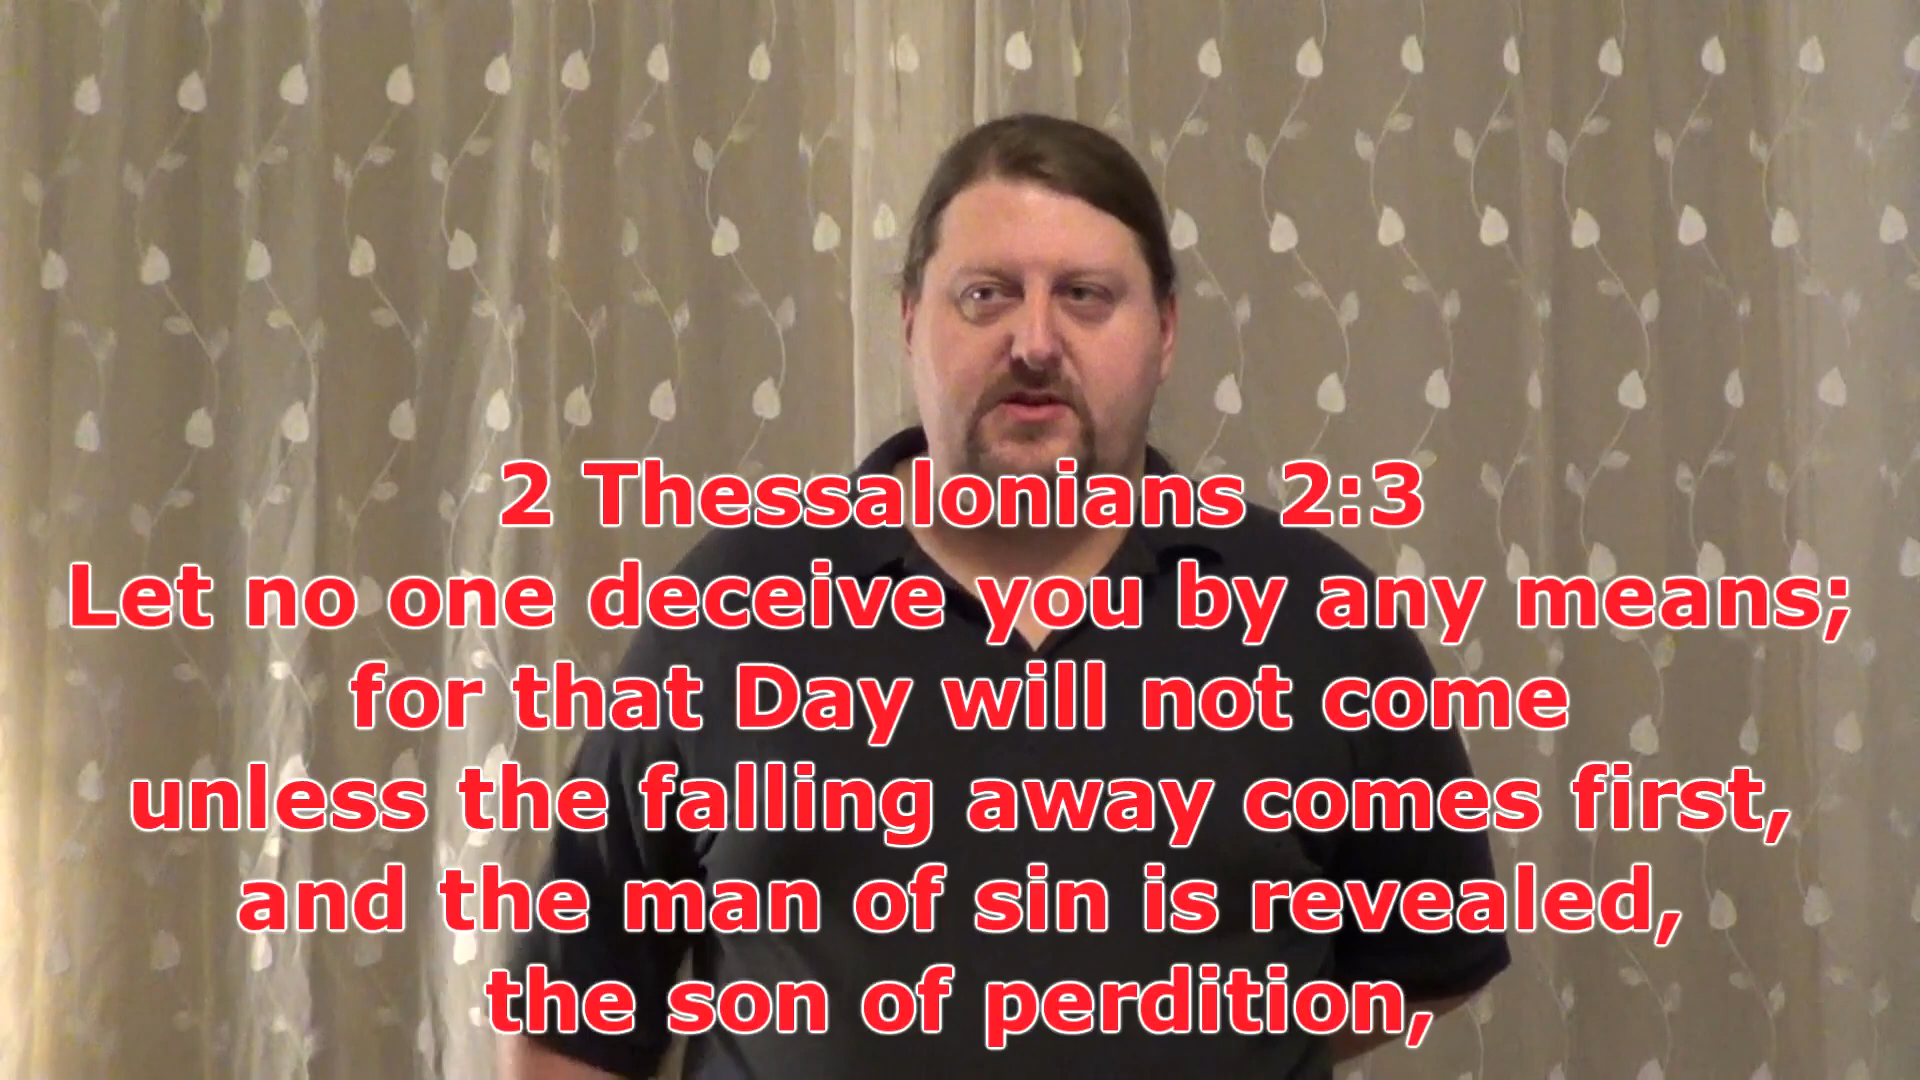 2 Thessalonians 2:3
Let no one deceive you by any means;
for that Day will not come
unless the falling away comes first,
and the man of sin is revealed,
the son of perdition,